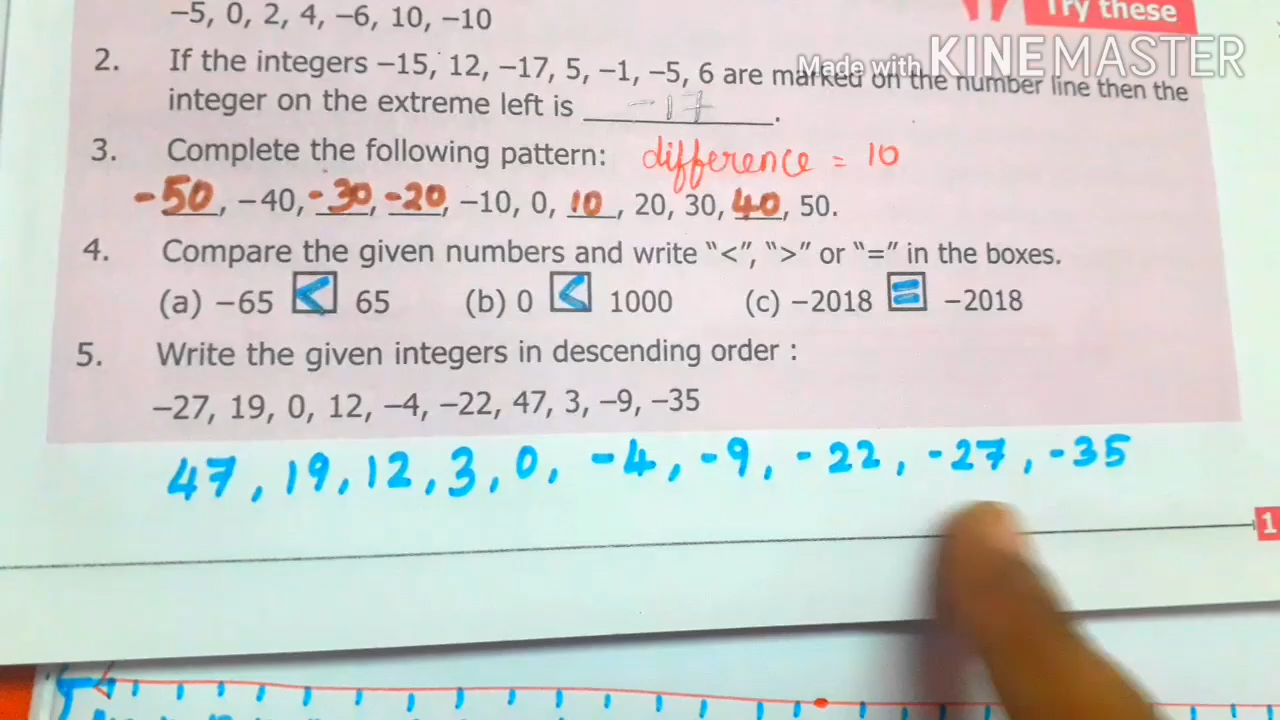 -5, 0, 2, 4, -6, 10, -10
Try these
Made with KINEMASTER
2. If the integers -15, 12, -17, 5, -1, -5, 6 are marked on the number line then the
integer on the extreme left is -17.
3. Complete the following pattern: difference = 10
-50, -40, -30, -20, -10, 0, 10, 20, 30, 40, 50.
4. Compare the given numbers and write "<", ">" or "=" in the boxes.
(a) -65 < 65 (b) 0 < 1000 (c) -2018 = -2018
5. Write the given integers in descending order :
-27, 19, 0, 12, -4, -22, 47, 3, -9, -35
47, 19, 12, 3, 0, -4, -9, -22, -27, -35
1